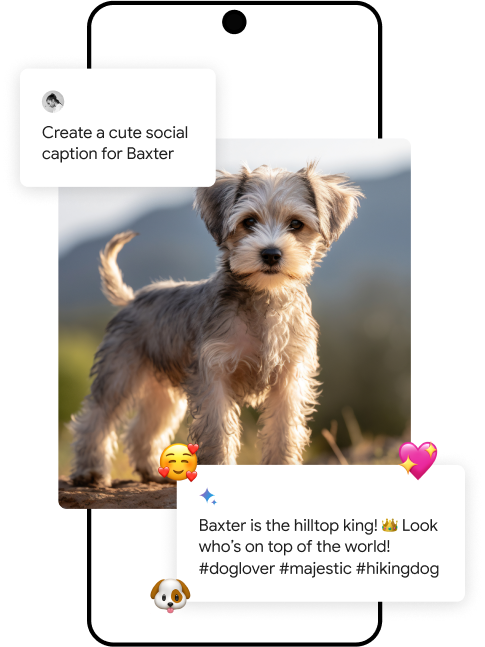 Create a cute social
caption for Baxter
Baxter is the hilltop king! 👑 Look
who's on top of the world!
#doglover #majestic #hikingdog